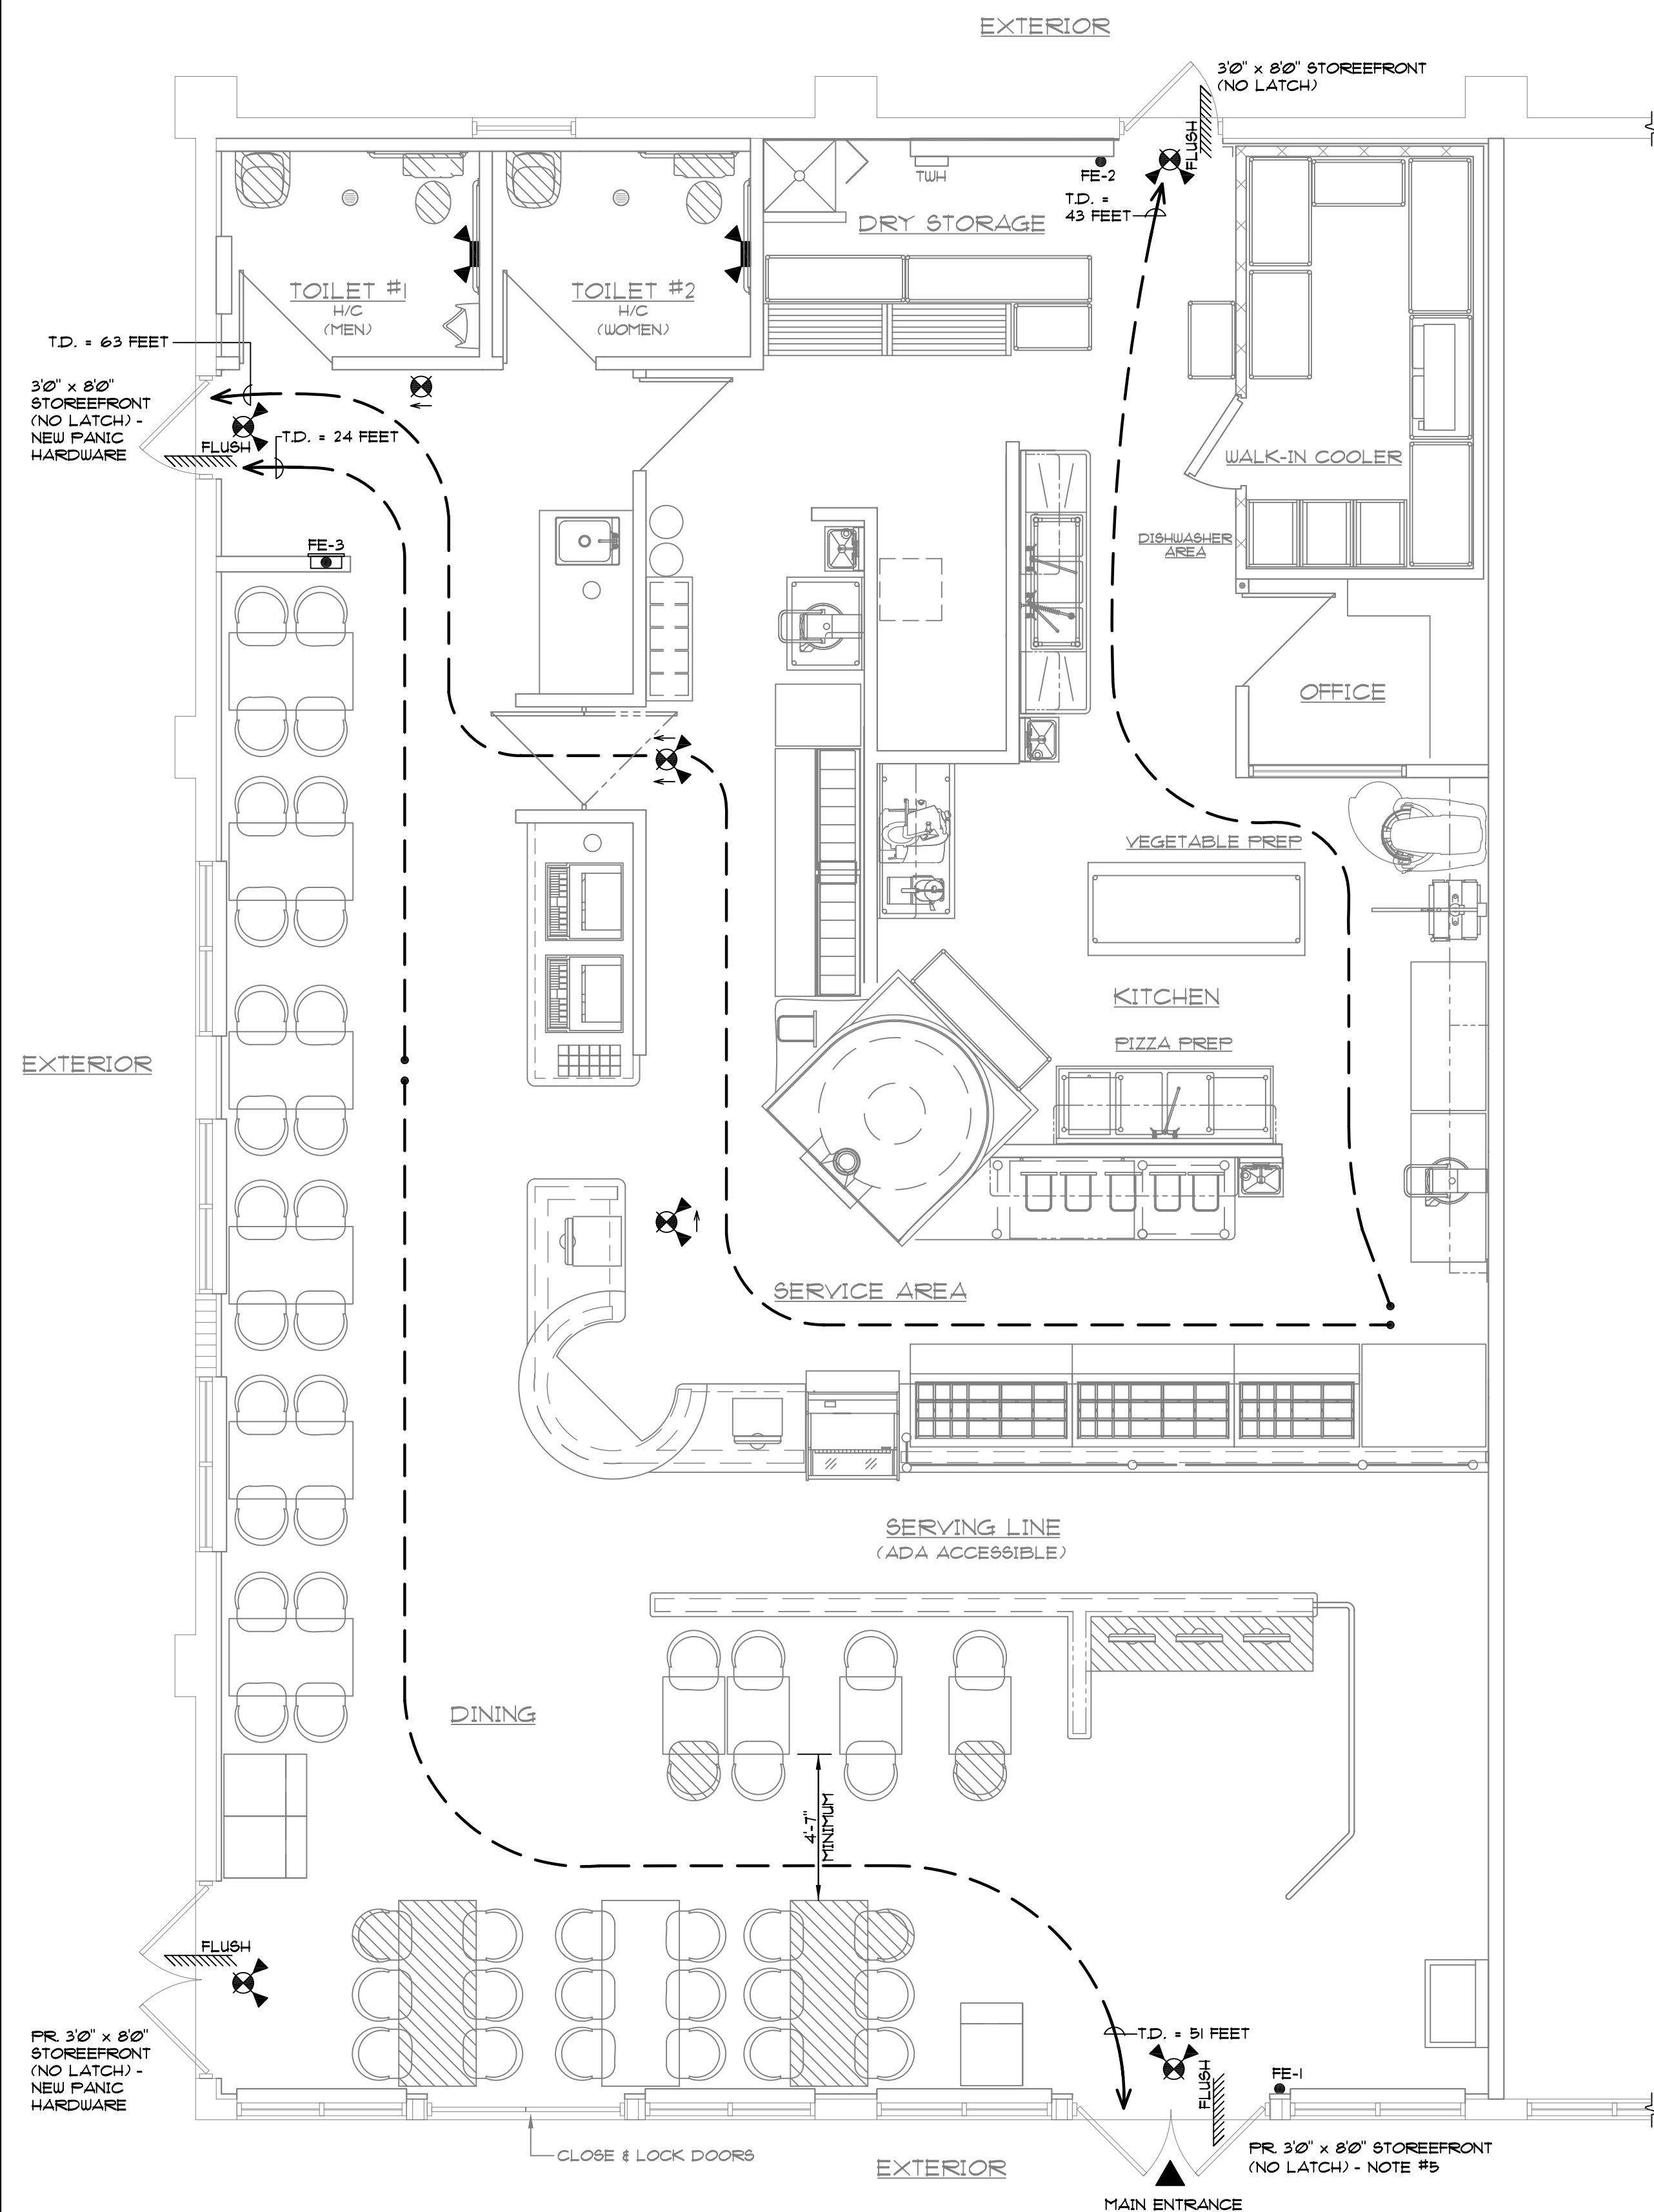 EXTERIOR
3'0" x 8'0" STOREEFRONT
(NO LATCH)
FLUSH
TWH
FE-2
T.D. =
43 FEET
DRY STORAGE
TOILET #1
H/C
(MEN)
TOILET #2
H/C
(WOMEN)
T.D. = 63 FEET
3'0" x 8'0"
STOREEFRONT
(NO LATCH) -
NEW PANIC
HARDWARE
FLUSH
T.D. = 24 FEET
WALK-IN COOLER
DISHWASHER
AREA
FE-3
OFFICE
VEGETABLE PREP
KITCHEN
PIZZA PREP
EXTERIOR
SERVICE AREA
SERVING LINE
(ADA ACCESSIBLE)
DINING
4'-7"
MINIMUM
FLUSH
PR. 3'0" x 8'0"
STOREEFRONT
(NO LATCH) -
NEW PANIC
HARDWARE
T.D. = 51 FEET
FLUSH
FE-1
CLOSE & LOCK DOORS
EXTERIOR
PR. 3'0" x 8'0" STOREEFRONT
(NO LATCH) - NOTE #5
MAIN ENTRANCE